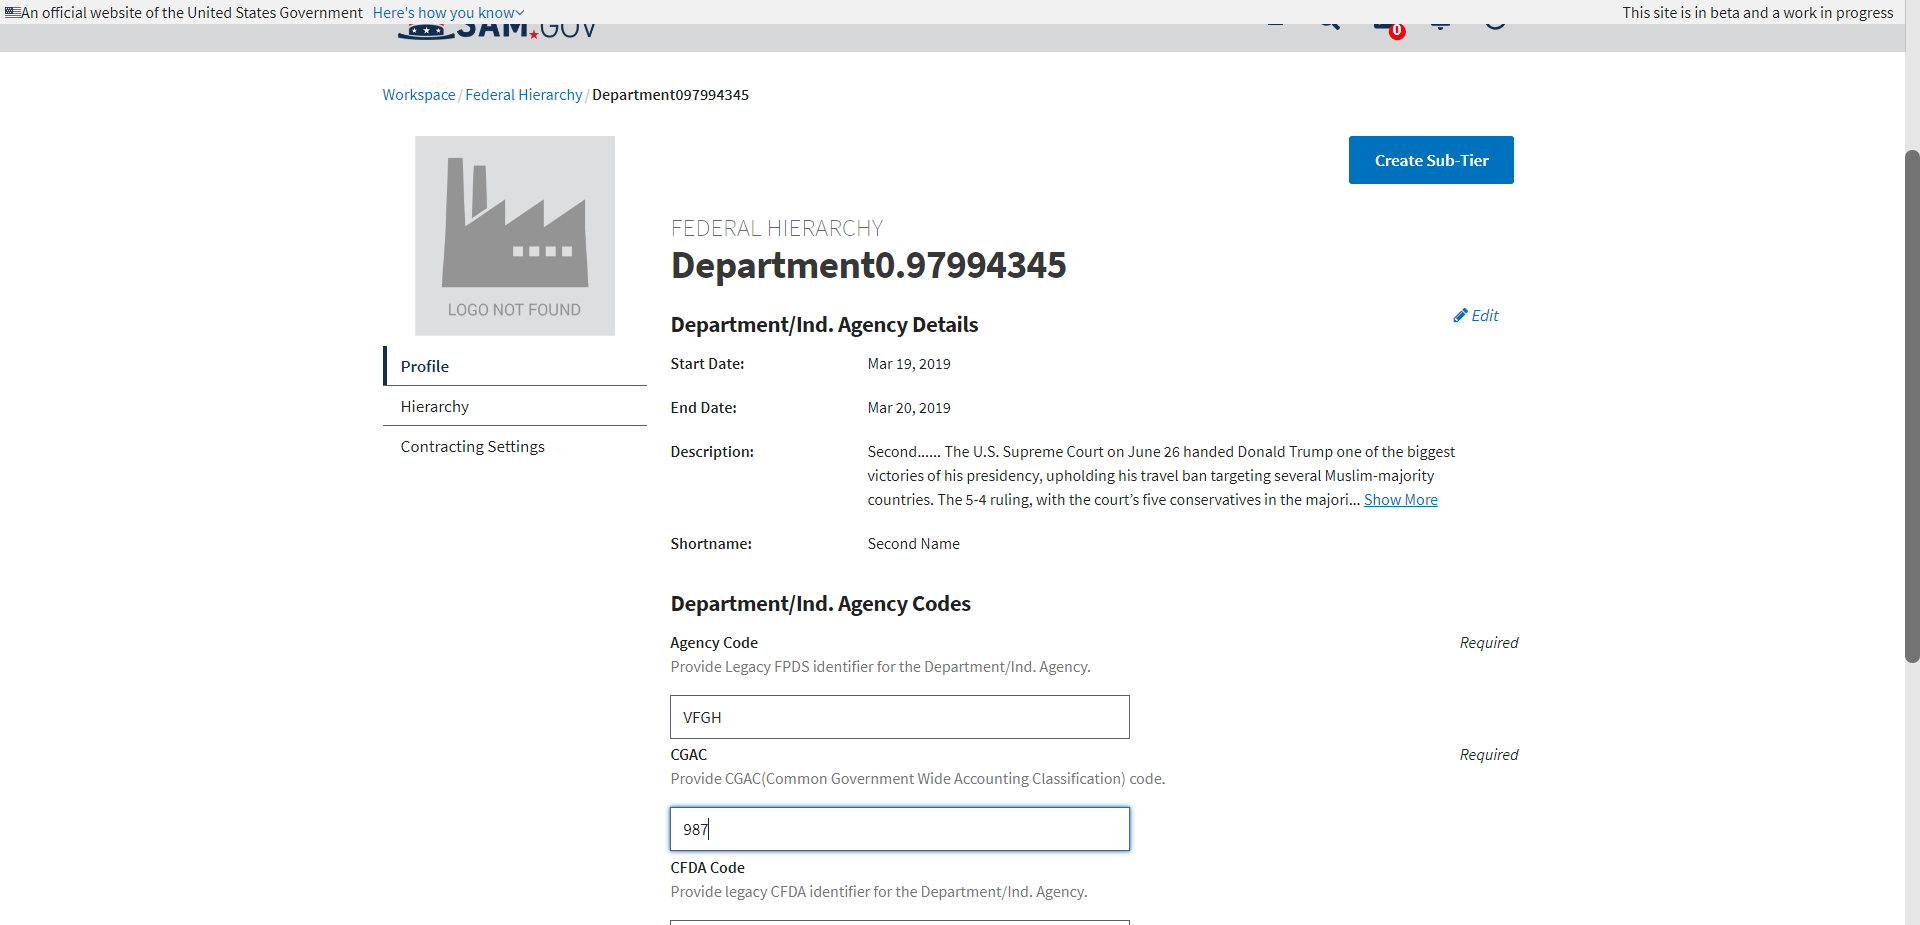 An official website of the United States Government Here's how you know
This site is in beta and a work in progress
SAM.GOV
0
Workspace / Federal Hierarchy / Department097994345
LOGO NOT FOUND
Create Sub-Tier
FEDERAL HIERARCHY
Department0.97994345
Profile
Hierarchy
Contracting Settings
Department/Ind. Agency Details
Edit
Start Date: Mar 19, 2019
End Date: Mar 20, 2019
Description: Second...... The U.S. Supreme Court on June 26 handed Donald Trump one of the biggest
victories of his presidency, upholding his travel ban targeting several Muslim-majority
countries. The 5-4 ruling, with the court’s five conservatives in the majori... Show More
Shortname: Second Name
Department/Ind. Agency Codes
Agency Code Required
Provide Legacy FPDS identifier for the Department/Ind. Agency.
VFGH
CGAC Required
Provide CGAC(Common Government Wide Accounting Classification) code.
987
CFDA Code
Provide legacy CFDA identifier for the Department/Ind. Agency.